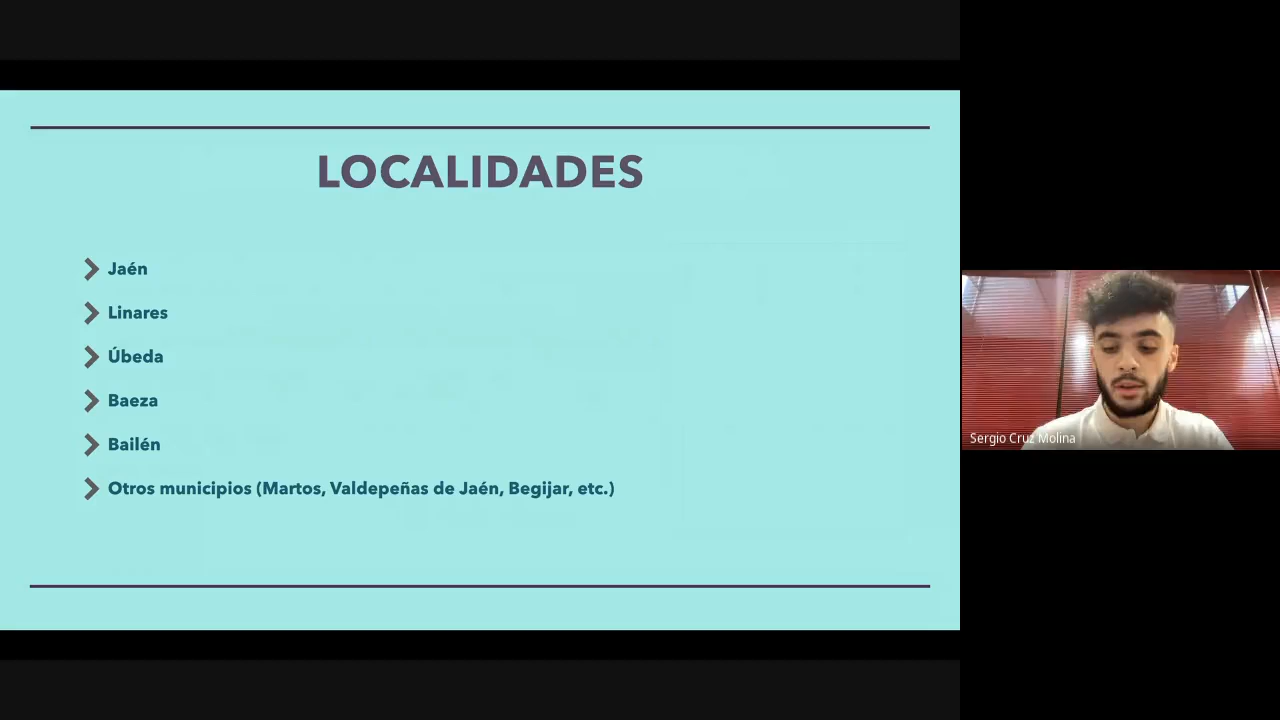 LOCALIDADES
Jaén
Linares
Úbeda
Baeza
Bailén
Otros municipios (Martos, Valdepeñas de Jaén, Begijar, etc.)
Sergio Cruz Molina